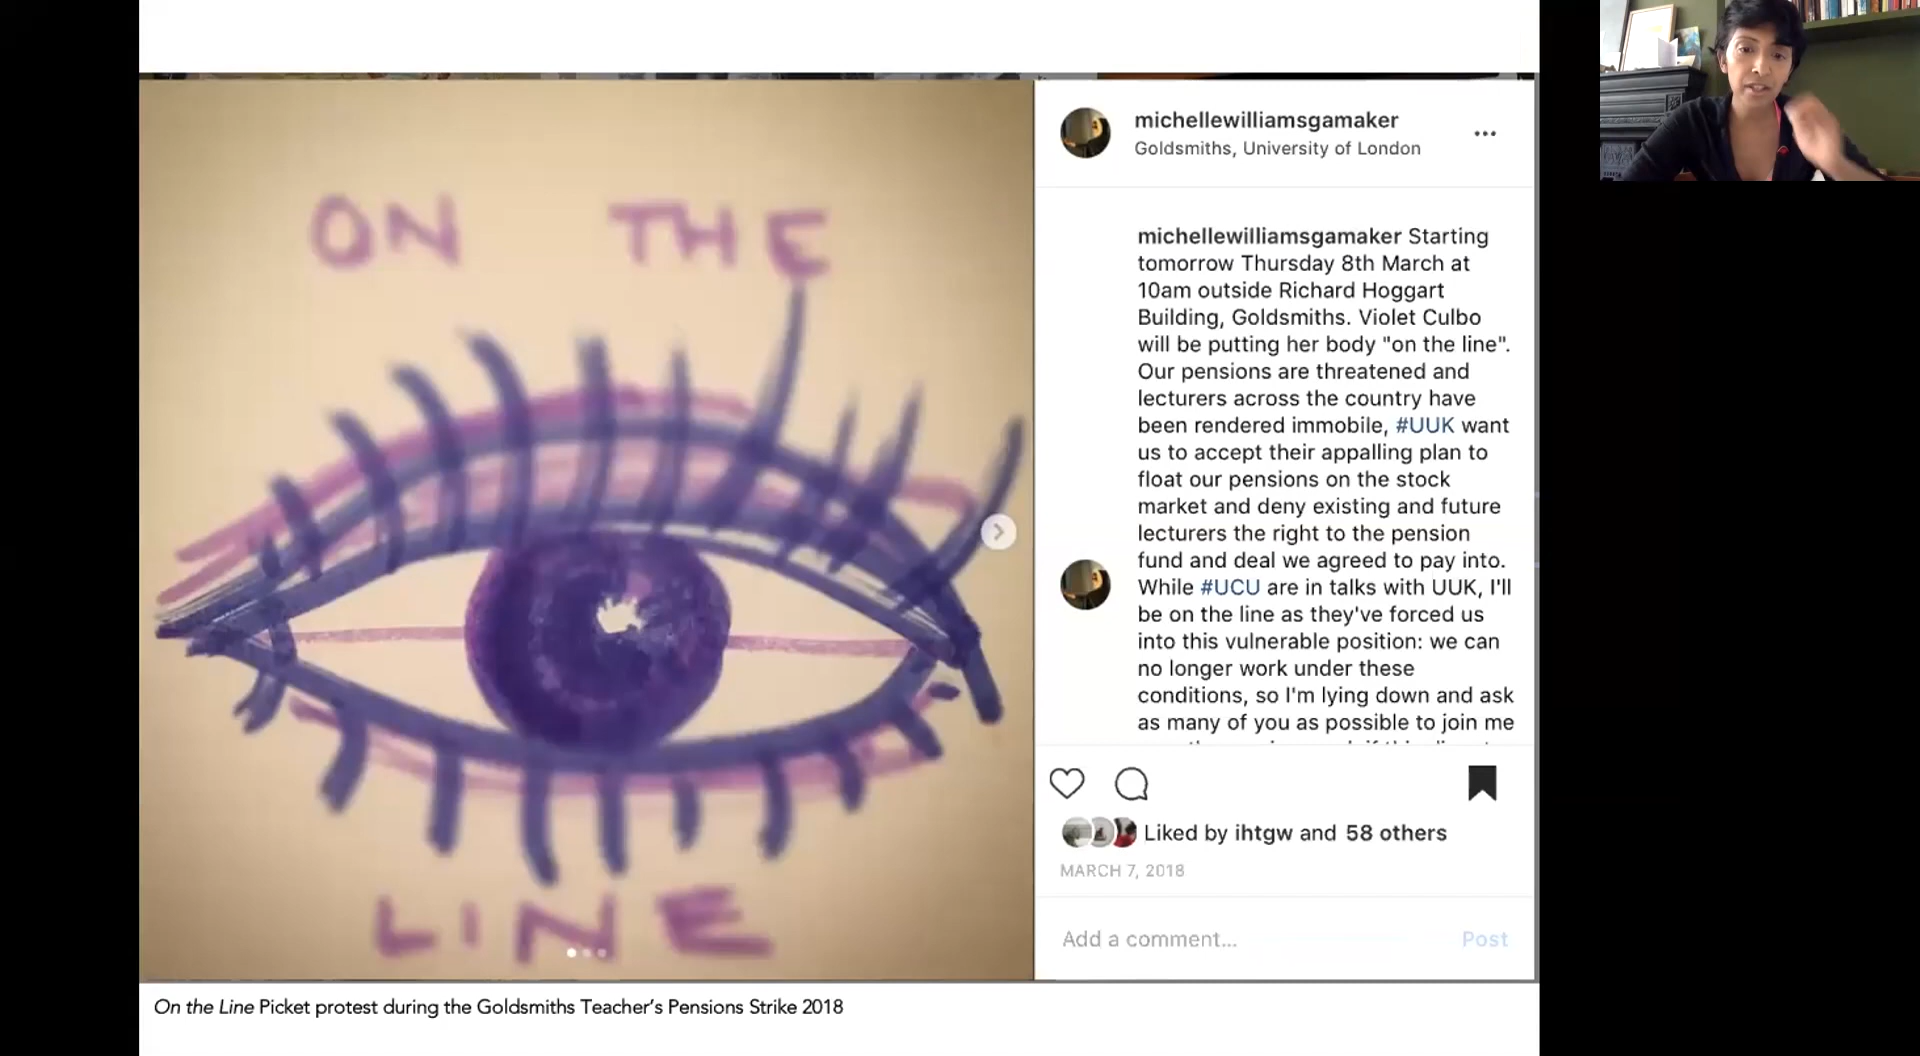 ON THE
LINE
michellewilliamsgamaker
Goldsmiths, University of London
michellewilliamsgamaker Starting
tomorrow Thursday 8th March at
10am outside Richard Hoggart
Building, Goldsmiths. Violet Culbo
will be putting her body "on the line".
Our pensions are threatened and
lecturers across the country have
been rendered immobile, #UUK want
us to accept their appalling plan to
float our pensions on the stock
market and deny existing and future
lecturers the right to the pension
fund and deal we agreed to pay into.
While #UCU are in talks with UUK, I'll
be on the line as they've forced us
into this vulnerable position: we can
no longer work under these
conditions, so I'm lying down and ask
as many of you as possible to join me
Liked by ihtgw and 58 others
MARCH 7, 2018
Add a comment...
Post
On the Line Picket protest during the Goldsmiths Teacher's Pensions Strike 2018